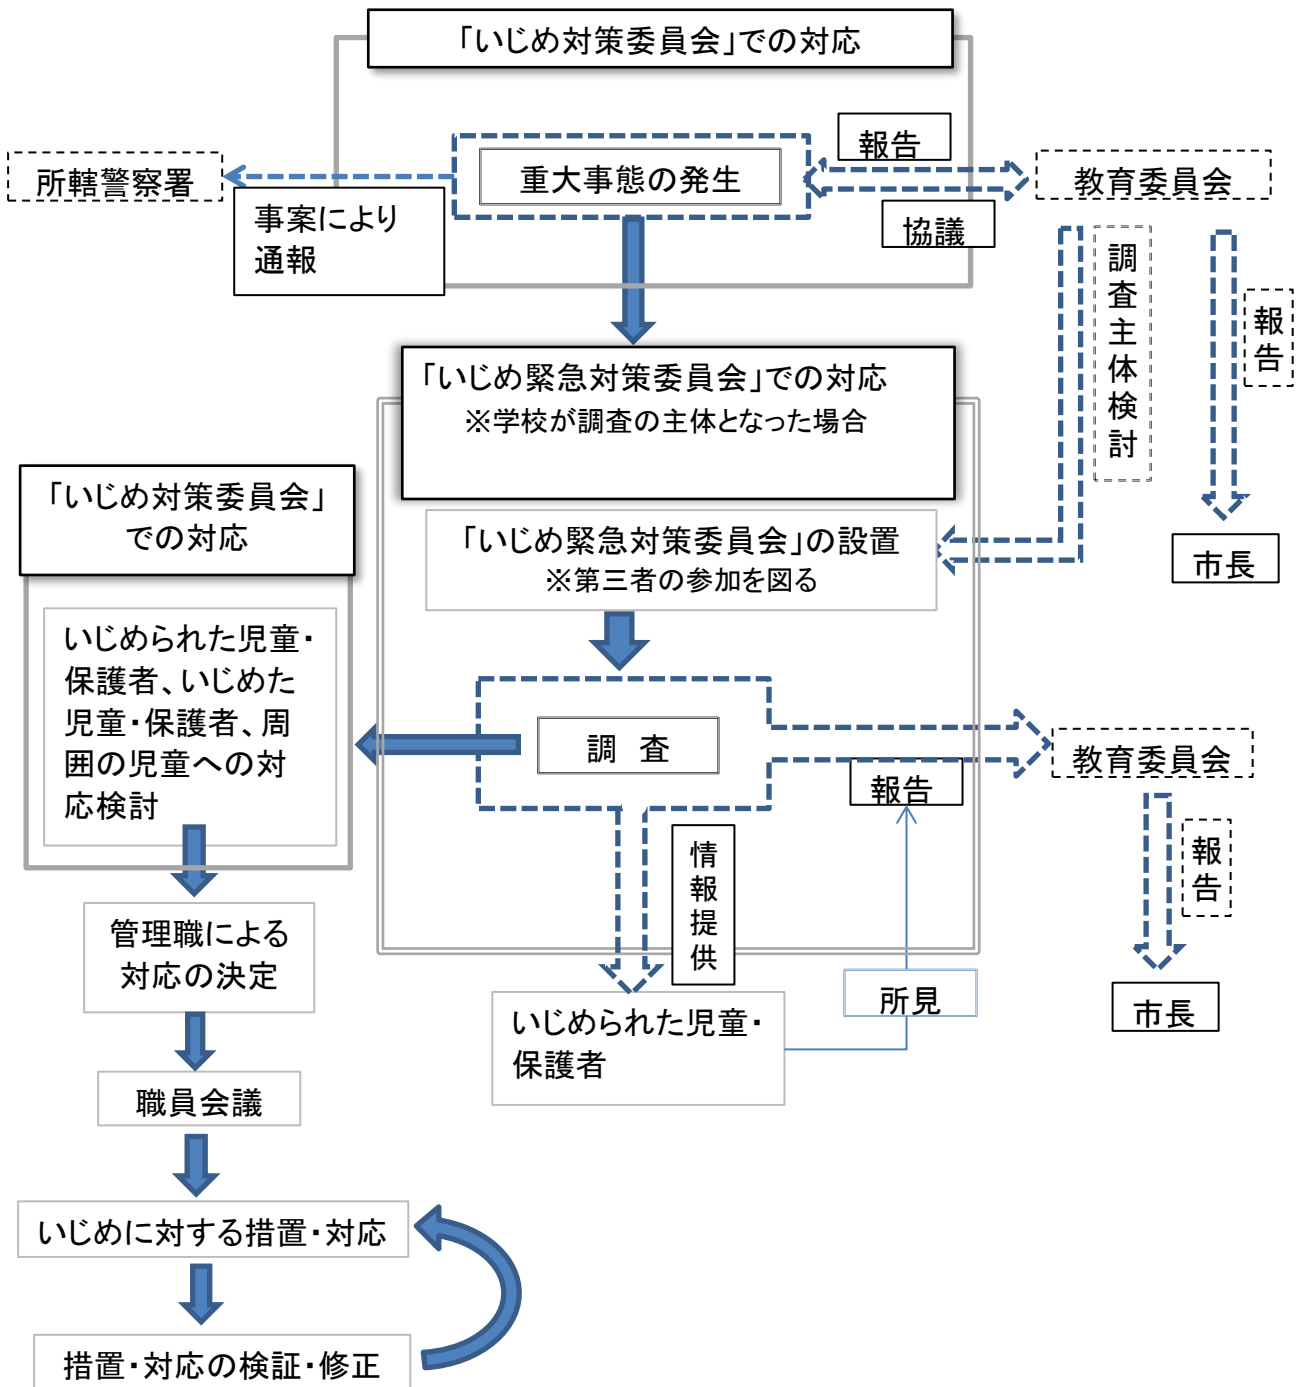 「いじめ対策委員会」での対応
報告
所轄警察署
重大事態の発生
教育委員会
事案により
通報
協議
調査主体検討
報告
「いじめ緊急対策委員会」での対応
※学校が調査の主体となった場合
「いじめ対策委員会」
での対応
「いじめ緊急対策委員会」の設置
※第三者の参加を図る
市長
いじめられた児童・
保護者、いじめた
児童・保護者、周
囲の児童への対
応検討
調　査
教育委員会
報告
情報提供
報告
管理職による
対応の決定
所見
市長
いじめられた児童・
保護者
職員会議
いじめに対する措置・対応
措置・対応の検証・修正